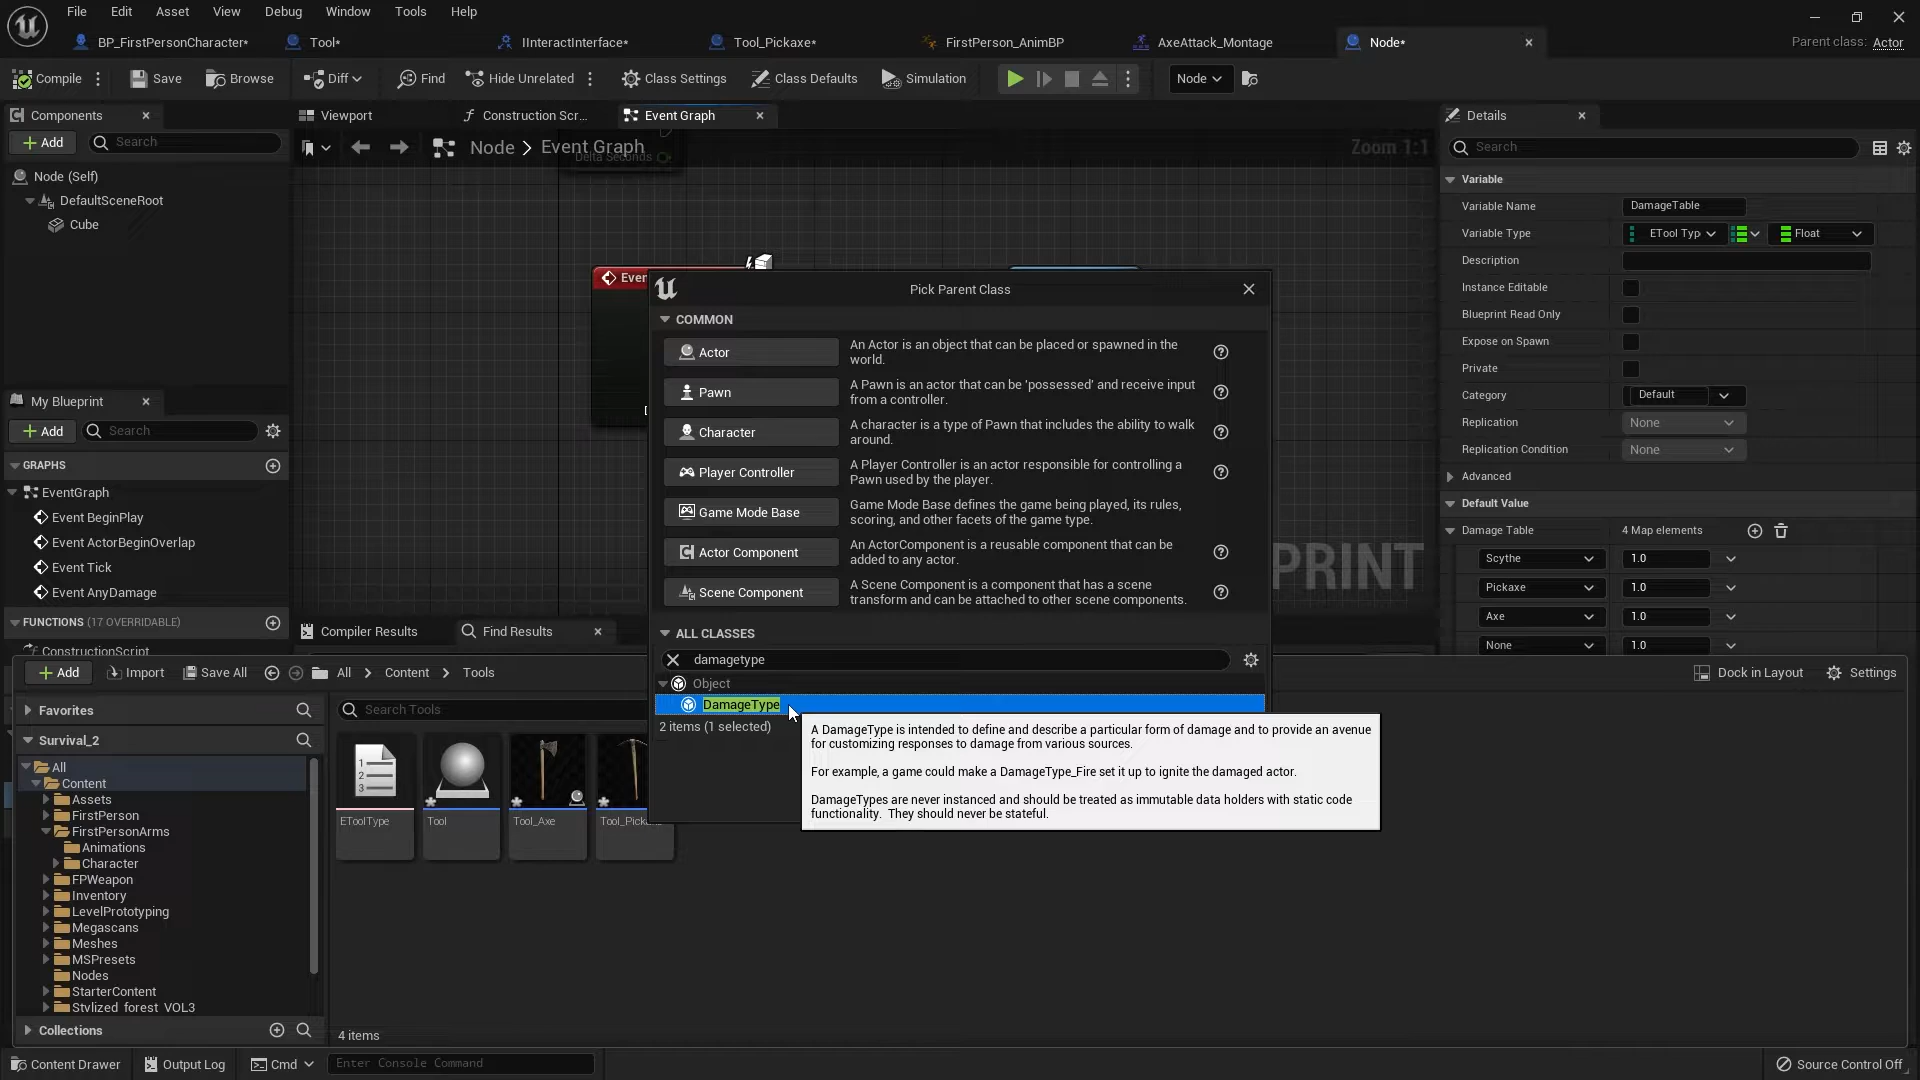 File Edit Asset View Debug Window Tools Help
BP_FirstPersonCharacter* Tool* IInteractInterface* Tool_Pickaxe* FirstPerson_AnimBP AxeAttack_Montage Node* Parent class: Actor
Compile Save Browse Diff Find Hide Unrelated Class Settings Class Defaults Simulation Node
Components Viewport Construction Scr... Event Graph Details
Add Search Node > Event Graph Zoom 1:1 Search
Delta Seconds
Node (Self)
DefaultSceneRoot
Cube
My Blueprint
Add Search
GRAPHS
EventGraph
Event BeginPlay
Event ActorBeginOverlap
Event Tick
Event AnyDamage
FUNCTIONS (17 OVERRIDABLE)
ConstructionScript
Even
PRINT
Compiler Results Find Results
Pick Parent Class
COMMON
Actor An Actor is an object that can be placed or spawned in the
world.
Pawn A Pawn is an actor that can be 'possessed' and receive input
from a controller.
Character A character is a type of Pawn that includes the ability to walk
around.
Player Controller A Player Controller is an actor responsible for controlling a
Pawn used by the player.
Game Mode Base Game Mode Base defines the game being played, its rules,
scoring, and other facets of the game type.
Actor Component An ActorComponent is a reusable component that can be
added to any actor.
Scene Component A Scene Component is a component that has a scene
transform and can be attached to other scene components.
ALL CLASSES
damagetype
Object
DamageType
2 items (1 selected)
A DamageType is intended to define and describe a particular form of damage and to provide an avenue
for customizing responses to damage from various sources.
For example, a game could make a DamageType_Fire set it up to ignite the damaged actor.
DamageTypes are never instanced and should be treated as immutable data holders with static code
functionality. They should never be stateful.
Variable
Variable Name DamageTable
Variable Type ETool Typ Float
Description
Instance Editable
Blueprint Read Only
Expose on Spawn
Private
Category Default
Replication None
Replication Condition None
Advanced
Default Value
Damage Table 4 Map elements
Scythe 1.0
Pickaxe 1.0
Axe 1.0
None 1.0
Add Import Save All All > Content > Tools Dock in Layout Settings
Favorites
Search Tools
Survival_2
All
Content
Assets
FirstPerson
FirstPersonArms
Animations
Character
FPWeapon
Inventory
LevelPrototyping
Megascans
Meshes
MSPresets
Nodes
StarterContent
Stylized_forest_VOL3
Collections
EToolType Tool Tool_Axe Tool_Pick
4 items
Content Drawer Output Log Cmd Enter Console Command Source Control Off